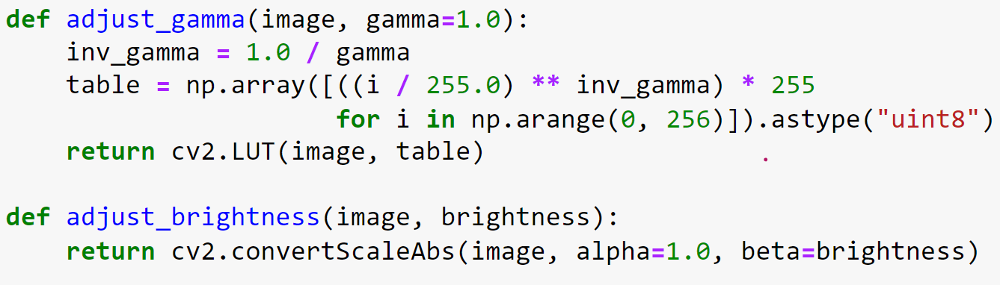 def adjust_gamma(image, gamma=1.0):
    inv_gamma = 1.0 / gamma
    table = np.array([((i / 255.0) ** inv_gamma) * 255
                      for i in np.arange(0, 256)]).astype("uint8")
    return cv2.LUT(image, table)

def adjust_brightness(image, brightness):
    return cv2.convertScaleAbs(image, alpha=1.0, beta=brightness)